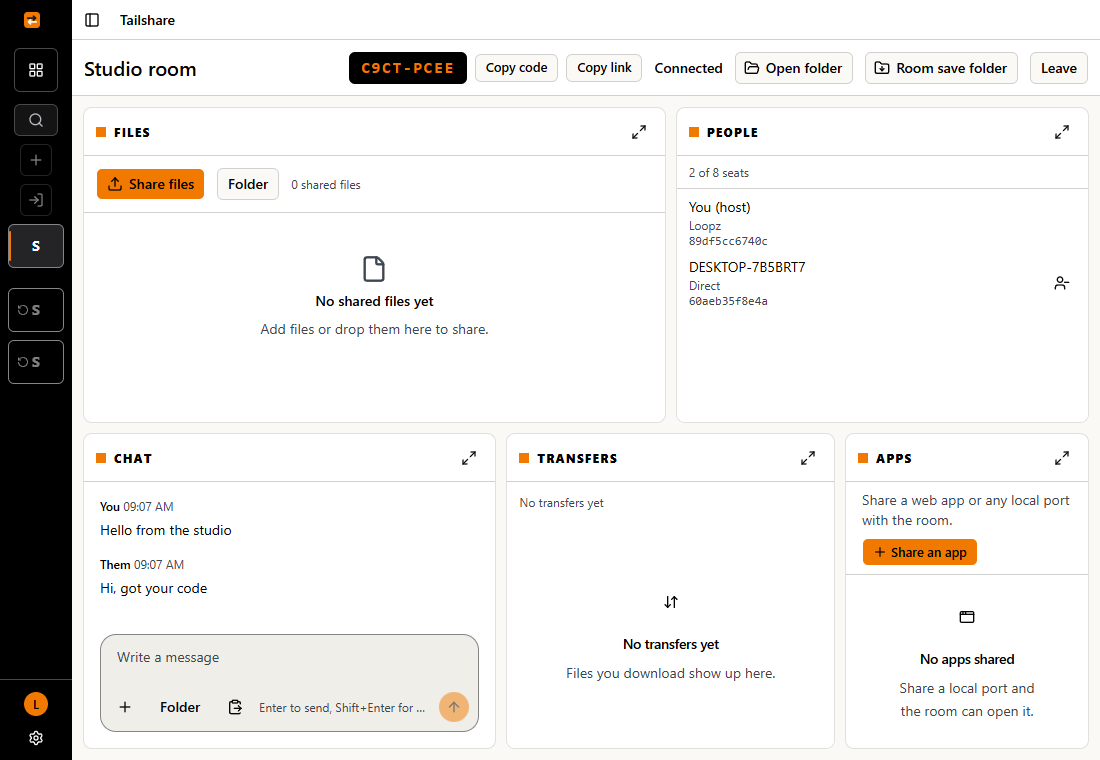 Tailshare
Studio room
C9CT-PCEE
Copy code
Copy link
Connected
Open folder
Room save folder
Leave
S
S
S
L
FILES
Share files
Folder
0 shared files
No shared files yet
Add files or drop them here to share.
PEOPLE
2 of 8 seats
You (host)
Loopz
89df5cc6740c
DESKTOP-7B5BRT7
Direct
60aeb35f8e4a
CHAT
You 09:07 AM
Hello from the studio
Them 09:07 AM
Hi, got your code
Write a message
Folder
Enter to send, Shift+Enter for ...
TRANSFERS
No transfers yet
No transfers yet
Files you download show up here.
APPS
Share a web app or any local port
with the room.
Share an app
No apps shared
Share a local port and
the room can open it.